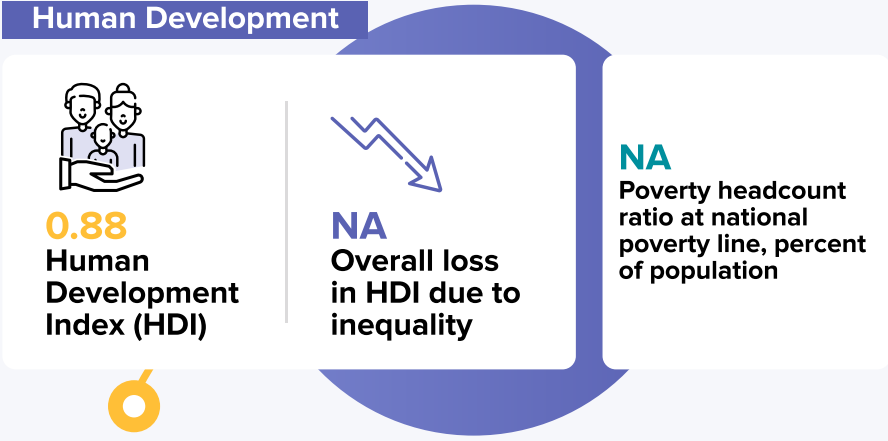 Human Development
0.88
Human
Development
Index (HDI)
NA
Overall loss
in HDI due to
inequality
NA
Poverty headcount
ratio at national
poverty line, percent
of population